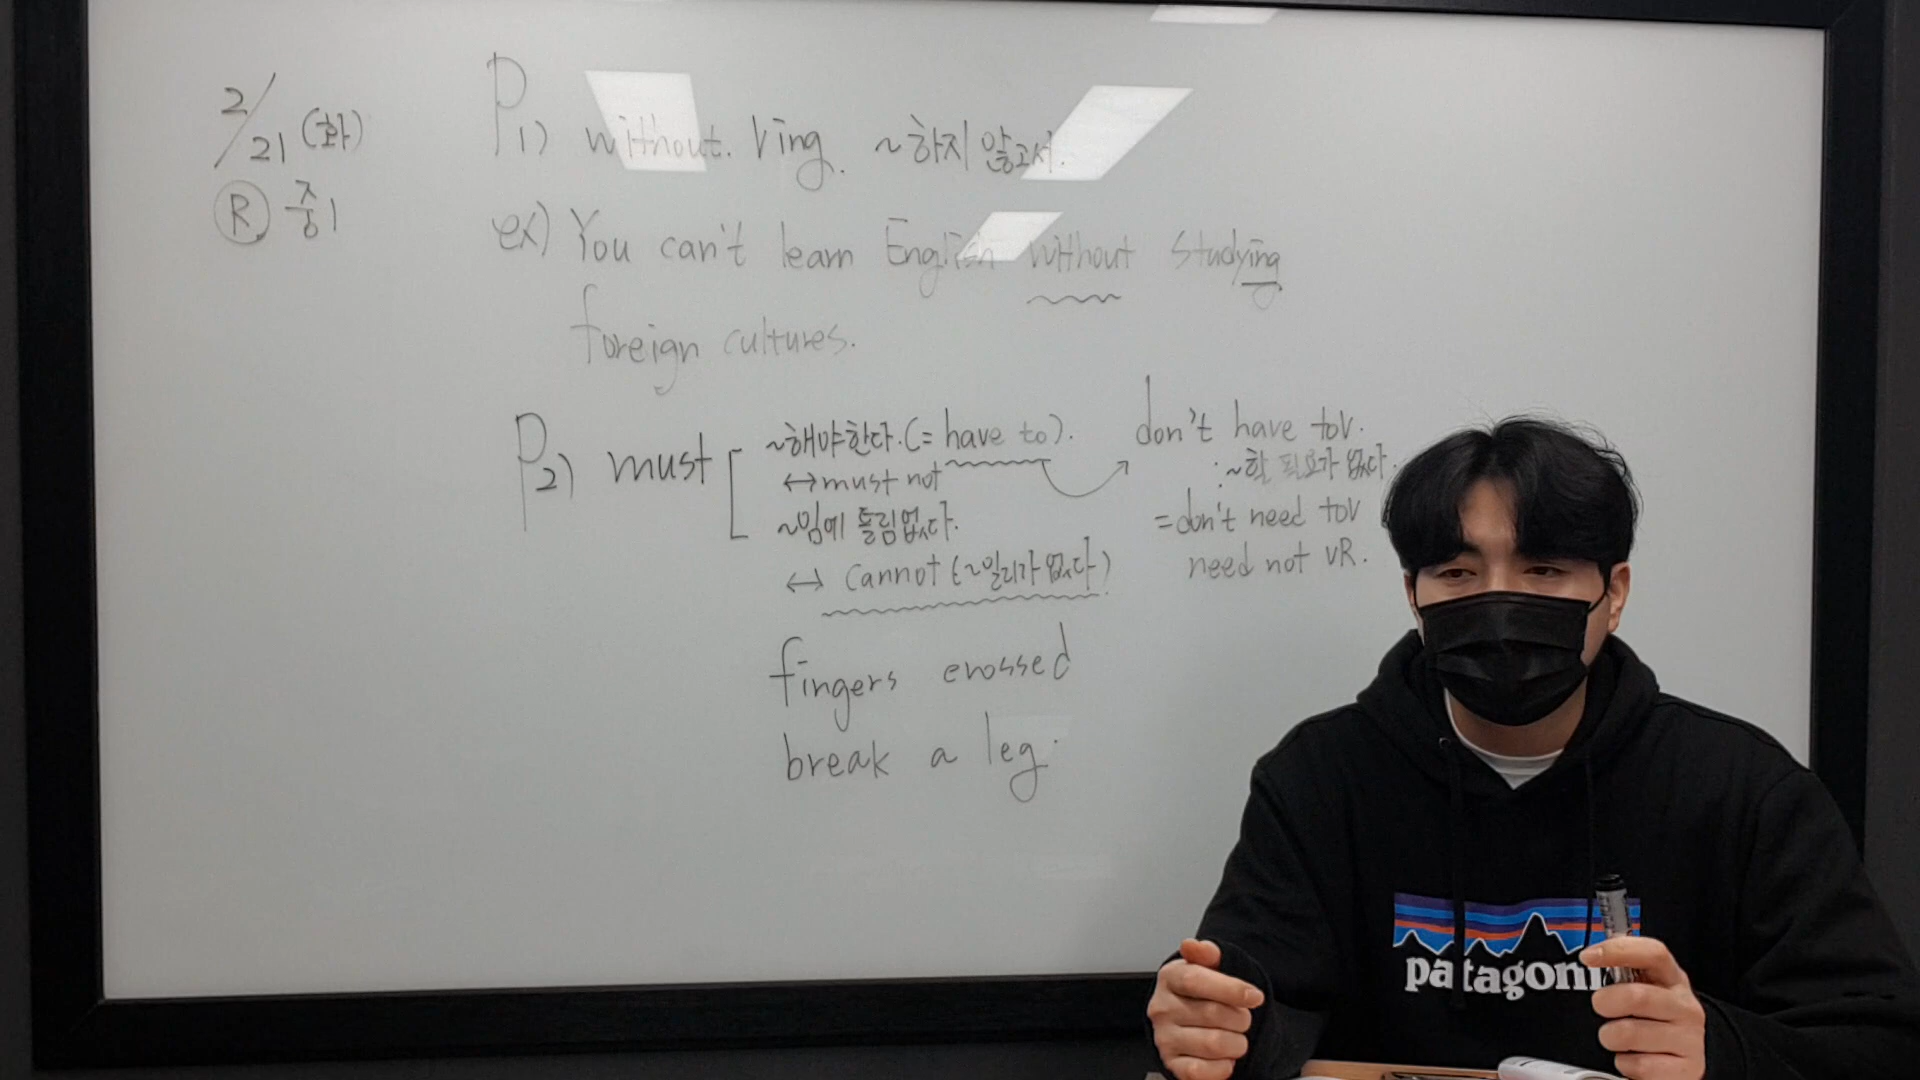 2/21 (화)
Ⓡ 중1
P1) without. Ving. ~하지 않고서.
ex) You can't learn English without studying
foreign cultures.
P2) must [ ~해야한다.(= have to).
↔ must not
~임에 틀림없다.
↔ cannot (~일리가 없다)
don't have toV.
: ~할 필요가 없다.
= don't need toV
need not VR.
fingers crossed
break a leg.
patagoni